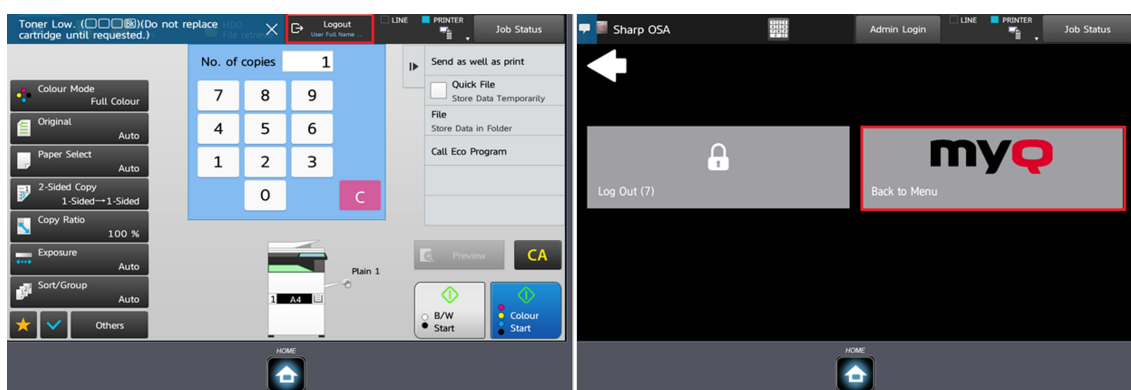 Toner Low. (
)(Do not replace
cartridge until requested.)
HDD
File retrie
Logout
User Full Name ...
LINE
PRINTER
Job Status
No. of copies
1
Send as well as print
Quick File
Store Data Temporarily
File
Store Data in Folder
Call Eco Program
Colour Mode
Full Colour
Original
Auto
Paper Select
Auto
2-Sided Copy
1-Sided→1-Sided
Copy Ratio
100 %
Exposure
Auto
Sort/Group
Auto
Others
7 8 9
4 5 6
1 2 3
0 C
Plain 1
1 A4
Preview
CA
B/W
Start
Colour
Start
HOME
Sharp OSA
Admin Login
LINE
PRINTER
Job Status
Log Out (7)
myQ
Back to Menu
HOME